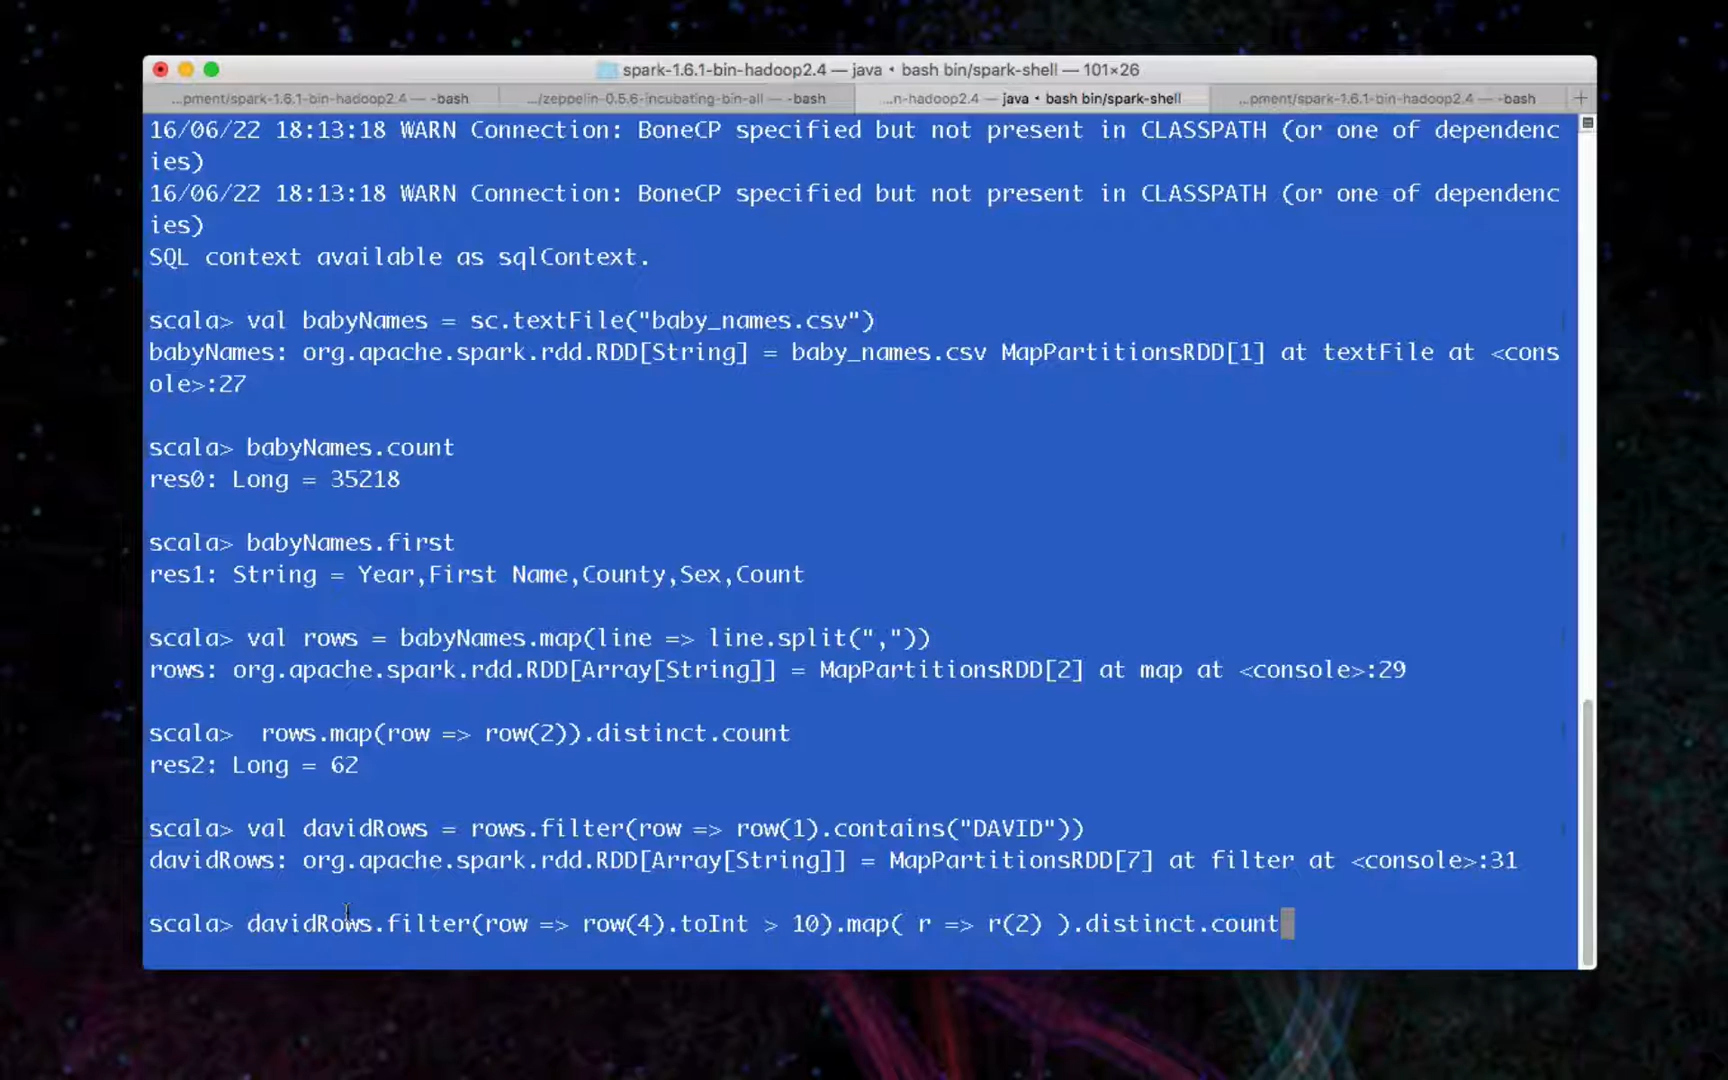 spark-1.6.1-bin-hadoop2.4 — java • bash bin/spark-shell — 101×26
...pment/spark-1.6.1-bin-hadoop2.4 — -bash
.../zeppelin-0.5.6-incubating-bin-all — -bash
...n-hadoop2.4 — java • bash bin/spark-shell
...pment/spark-1.6.1-bin-hadoop2.4 — -bash
16/06/22 18:13:18 WARN Connection: BoneCP specified but not present in CLASSPATH (or one of dependenc
ies)
16/06/22 18:13:18 WARN Connection: BoneCP specified but not present in CLASSPATH (or one of dependenc
ies)
SQL context available as sqlContext.
scala> val babyNames = sc.textFile("baby_names.csv")
babyNames: org.apache.spark.rdd.RDD[String] = baby_names.csv MapPartitionsRDD[1] at textFile at <cons
ole>:27
scala> babyNames.count
res0: Long = 35218
scala> babyNames.first
res1: String = Year,First Name,County,Sex,Count
scala> val rows = babyNames.map(line => line.split(","))
rows: org.apache.spark.rdd.RDD[Array[String]] = MapPartitionsRDD[2] at map at <console>:29
scala>  rows.map(row => row(2)).distinct.count
res2: Long = 62
scala> val davidRows = rows.filter(row => row(1).contains("DAVID"))
davidRows: org.apache.spark.rdd.RDD[Array[String]] = MapPartitionsRDD[7] at filter at <console>:31
scala> davidRows.filter(row => row(4).toInt > 10).map( r => r(2) ).distinct.count